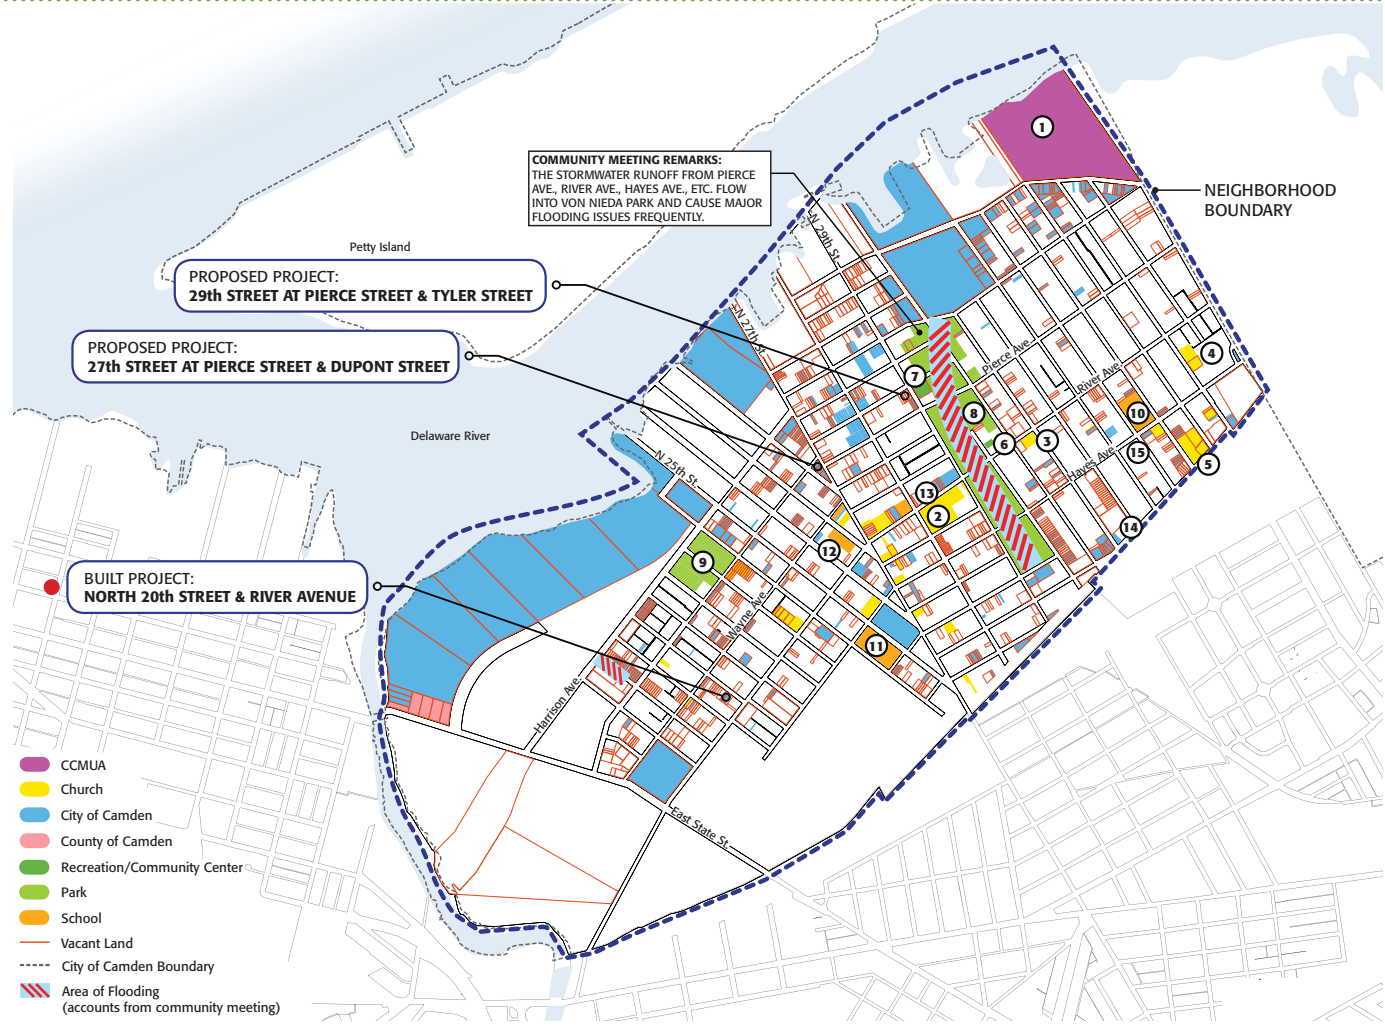 COMMUNITY MEETING REMARKS:
THE STORMWATER RUNOFF FROM PIERCE
AVE., RIVER AVE., HAYES AVE., ETC. FLOW
INTO VON NIEDA PARK AND CAUSE MAJOR
FLOODING ISSUES FREQUENTLY.
1
NEIGHBORHOOD
BOUNDARY
Petty Island
N 29th St.
PROPOSED PROJECT:
29th STREET AT PIERCE STREET & TYLER STREET
N 27th St.
PROPOSED PROJECT:
27th STREET AT PIERCE STREET & DUPONT STREET
Pierce Ave
River Ave.
4
7
8
10
Delaware River
6
3
15
Hayes Ave.
5
N 25th St.
13
2
14
12
9
BUILT PROJECT:
NORTH 20th STREET & RIVER AVENUE
Wayne Ave.
11
Harrison Ave.
East State St.
CCMUA
Church
City of Camden
County of Camden
Recreation/Community Center
Park
School
Vacant Land
City of Camden Boundary
Area of Flooding
(accounts from community meeting)